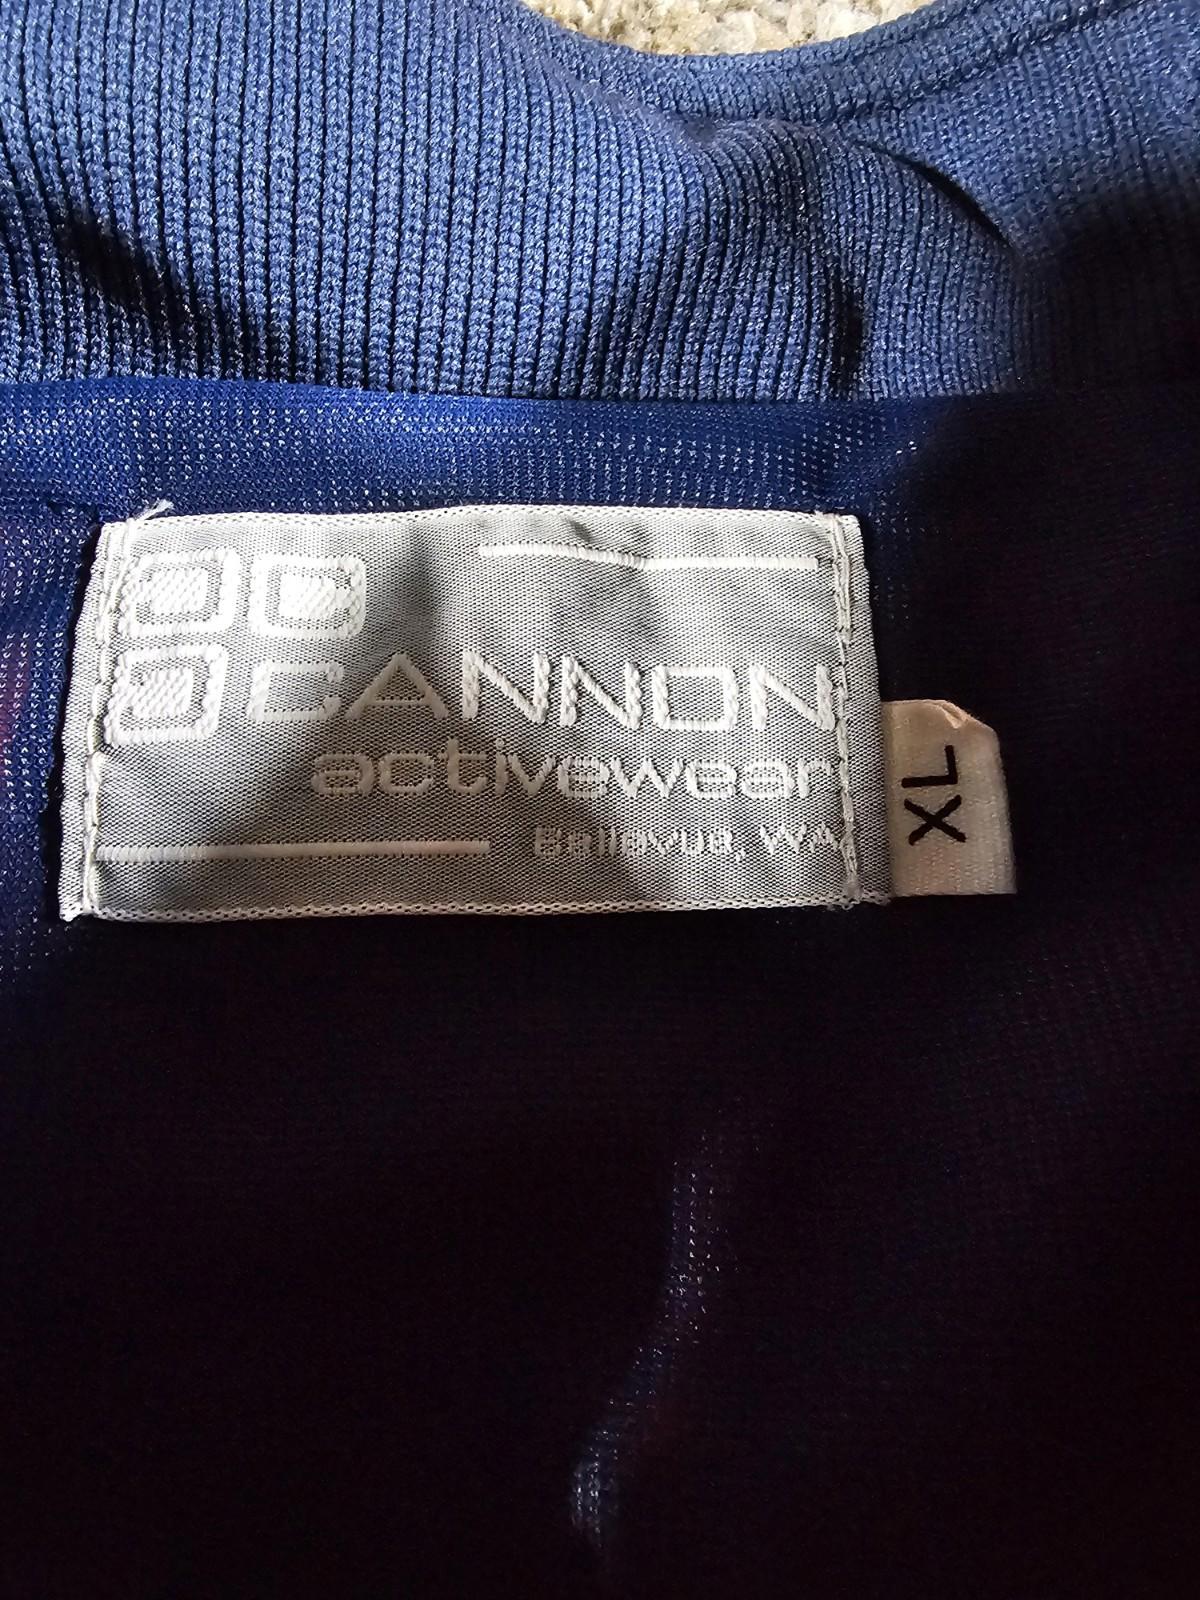 CANNON
activewear
Bellevue, WA
XL